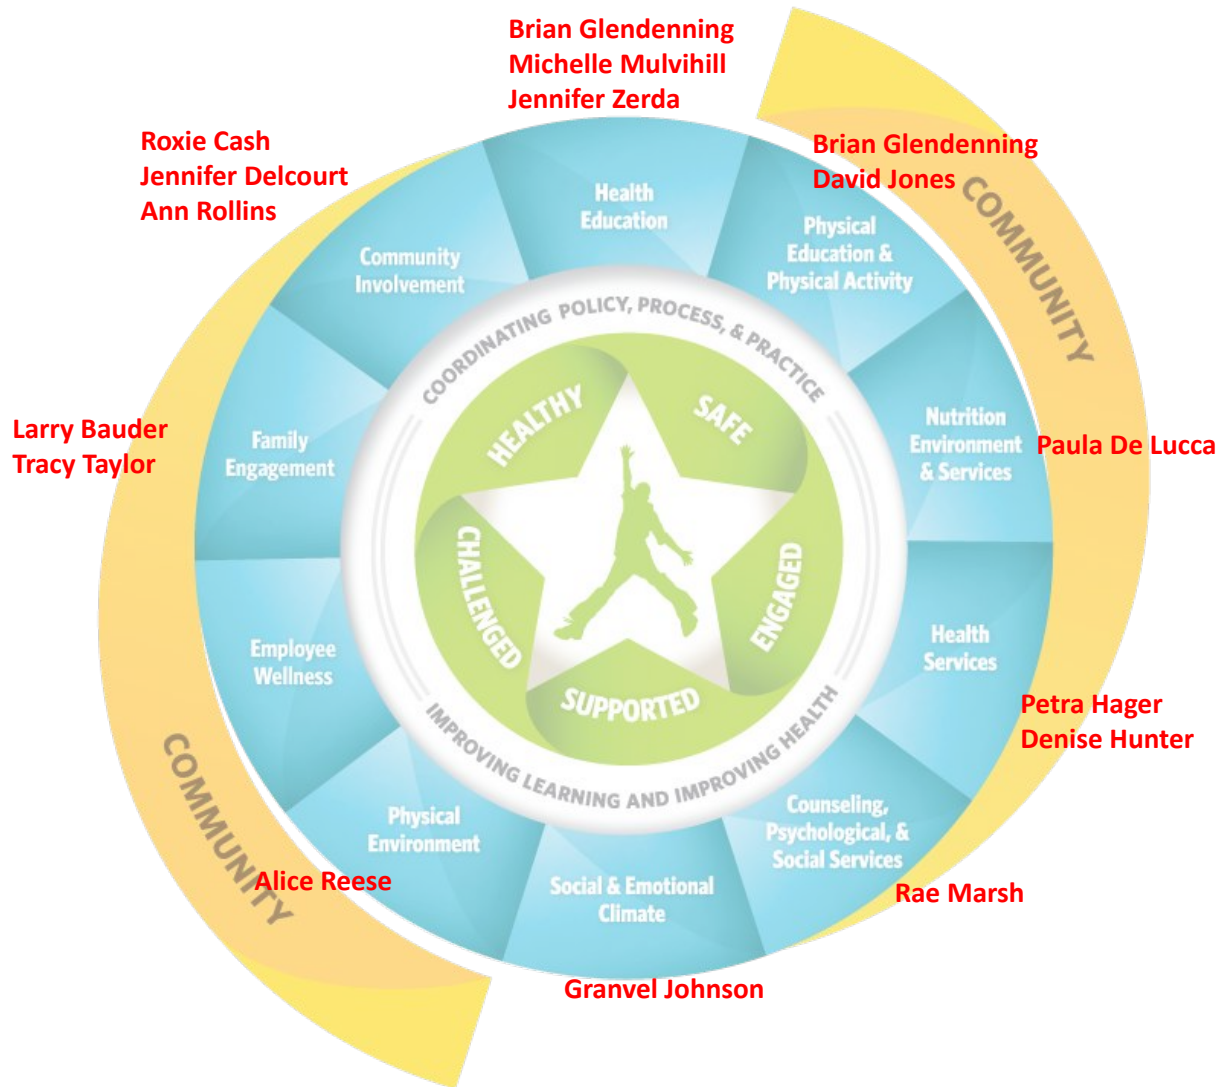 Brian Glendenning
Michelle Mulvihill
Jennifer Zerda
Roxie Cash
Jennifer Delcourt
Ann Rollins
Brian Glendenning
David Jones
COMMUNITY
Health
Education
Physical
Education &
Physical Activity
Community
Involvement
COORDINATING POLICY, PROCESS, & PRACTICE
HEALTHY
SAFE
Larry Bauder
Tracy Taylor
Family
Engagement
Nutrition
Environment
& Services
Paula De Lucca
CHALLENGED
ENGAGED
Employee
Wellness
Health
Services
SUPPORTED
Petra Hager
Denise Hunter
IMPROVING LEARNING AND IMPROVING HEALTH
COMMUNITY
Physical
Environment
Counseling,
Psychological, &
Social Services
Alice Reese
Social & Emotional
Climate
Rae Marsh
Granvel Johnson